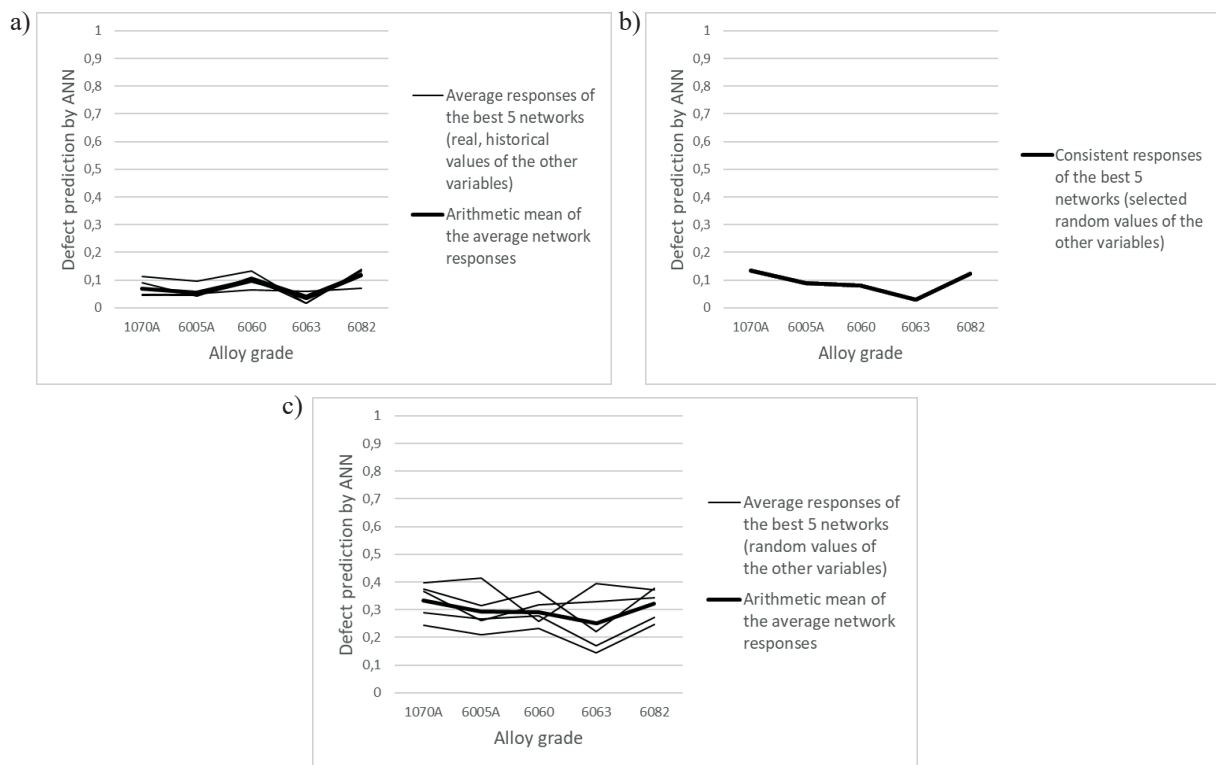 a)
Defect prediction by ANN
1
0,9
0,8
0,7
0,6
0,5
0,4
0,3
0,2
0,1
0
1070A 6005A 6060 6063 6082
Alloy grade
Average responses of
the best 5 networks
(real, historical
values of the other
variables)
Arithmetic mean of
the average network
responses
b)
Defect prediction by ANN
1
0,9
0,8
0,7
0,6
0,5
0,4
0,3
0,2
0,1
0
1070A 6005A 6060 6063 6082
Alloy grade
Consistent responses
of the best 5
networks (selected
random values of the
other variables)
c)
Defect prediction by ANN
1
0,9
0,8
0,7
0,6
0,5
0,4
0,3
0,2
0,1
0
1070A 6005A 6060 6063 6082
Alloy grade
Average responses of
the best 5 networks
(random values of
the other variables)
Arithmetic mean of
the average network
responses